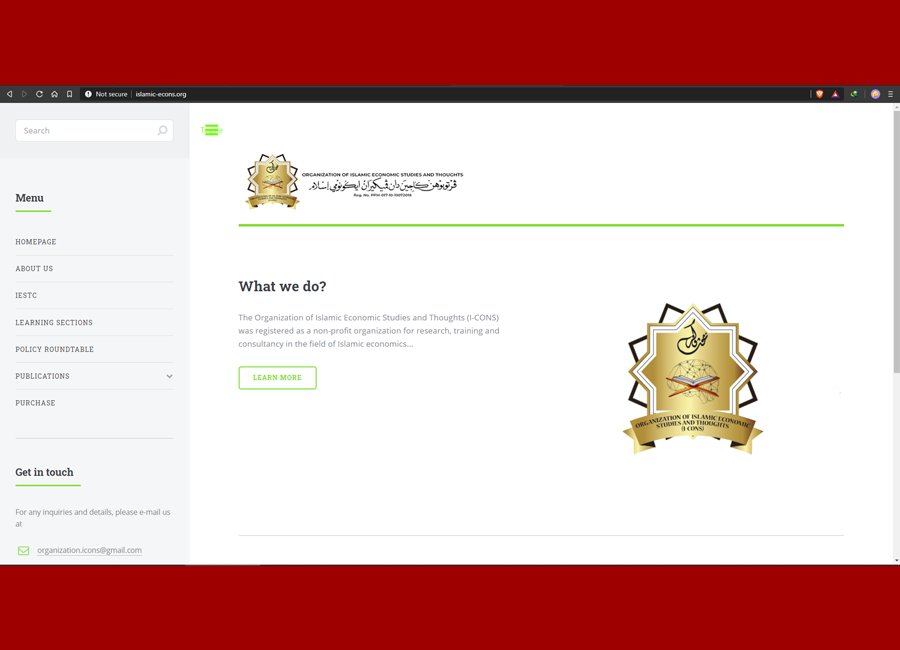 Not secure
islamic-econs.org
Search
Menu
HOMEPAGE
ABOUT US
IESTC
LEARNING SECTIONS
POLICY ROUNDTABLE
PUBLICATIONS
PURCHASE
Get in touch
For any inquiries and details, please e-mail us
at
organization.icons@gmail.com
ORGANIZATION OF ISLAMIC ECONOMIC STUDIES AND THOUGHTS
What we do?
The Organization of Islamic Economic Studies and Thoughts (I-CONS)
was registered as a non-profit organization for research, training and
consultancy in the field of Islamic economics...
LEARN MORE
ORGANIZATION OF ISLAMIC ECONOMIC
STUDIES AND THOUGHTS
(I CONS)